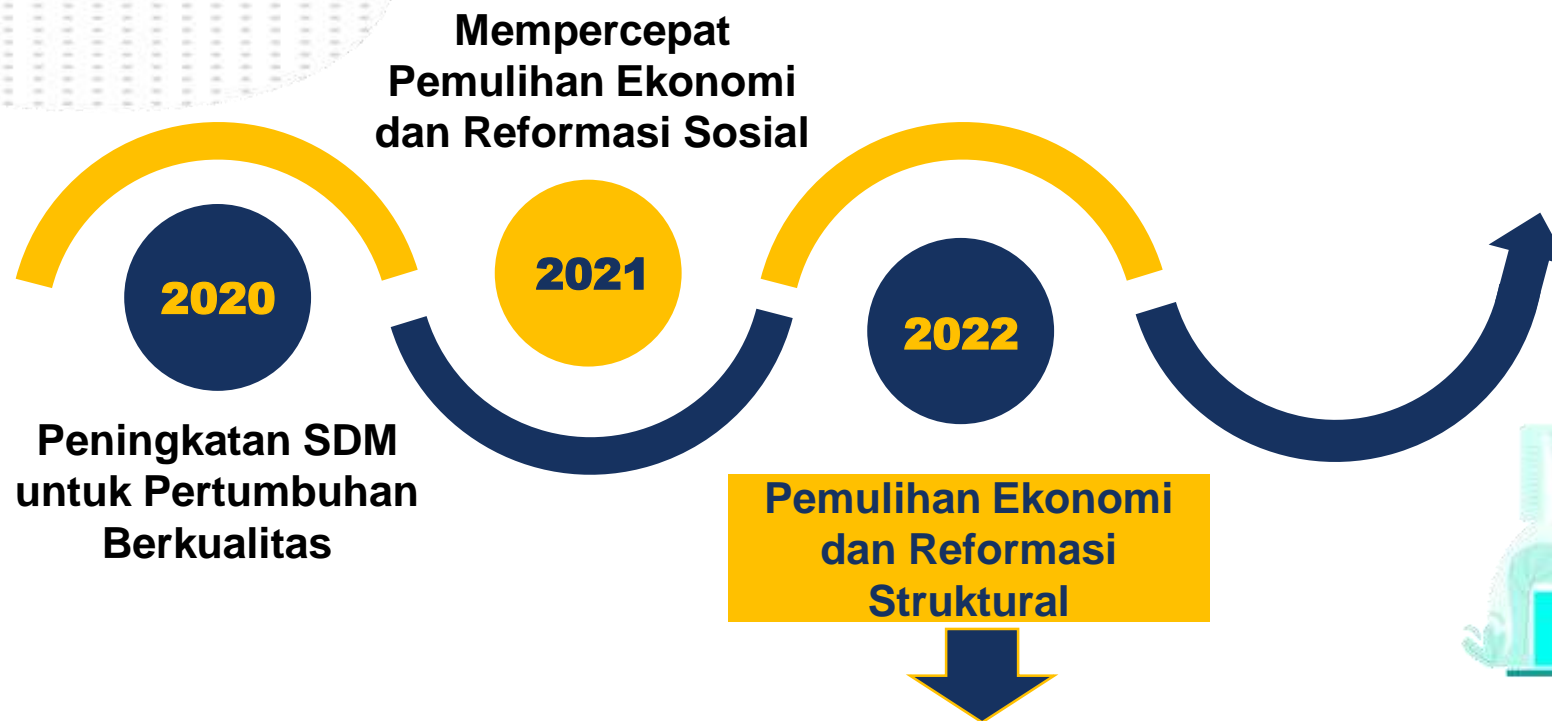 2020
Peningkatan SDM
untuk Pertumbuhan
Berkualitas
Mempercepat
Pemulihan Ekonomi
dan Reformasi Sosial
2021
2022
Pemulihan Ekonomi
dan Reformasi
Struktural